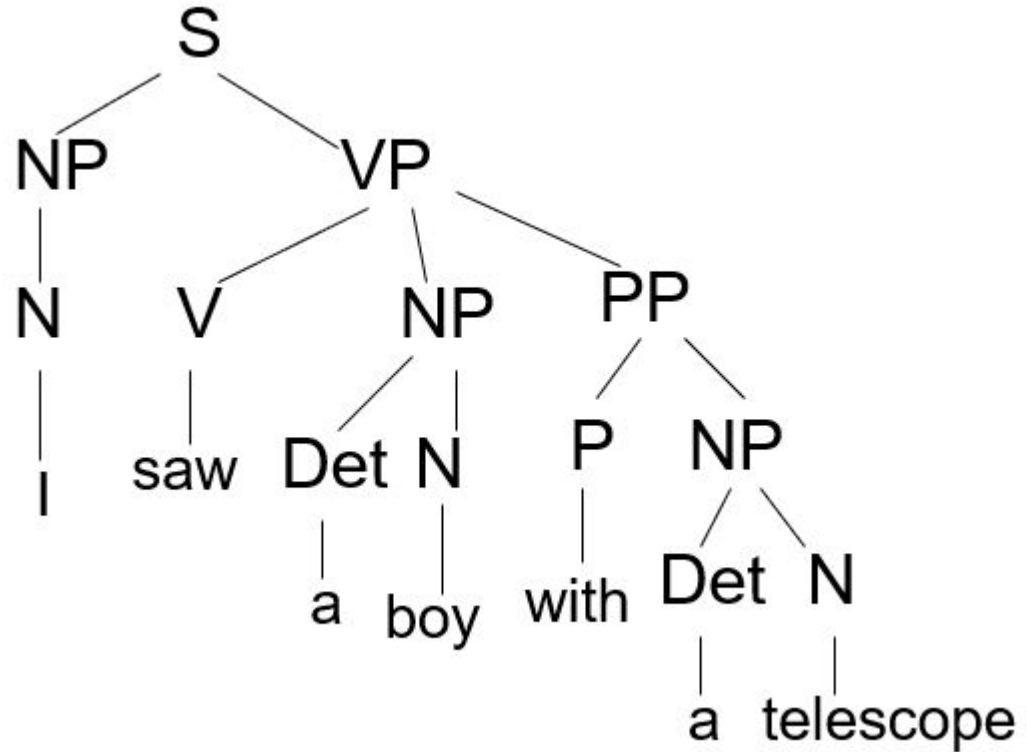 S
NP VP
N V NP PP
I saw Det N P NP
a boy with Det N
a telescope